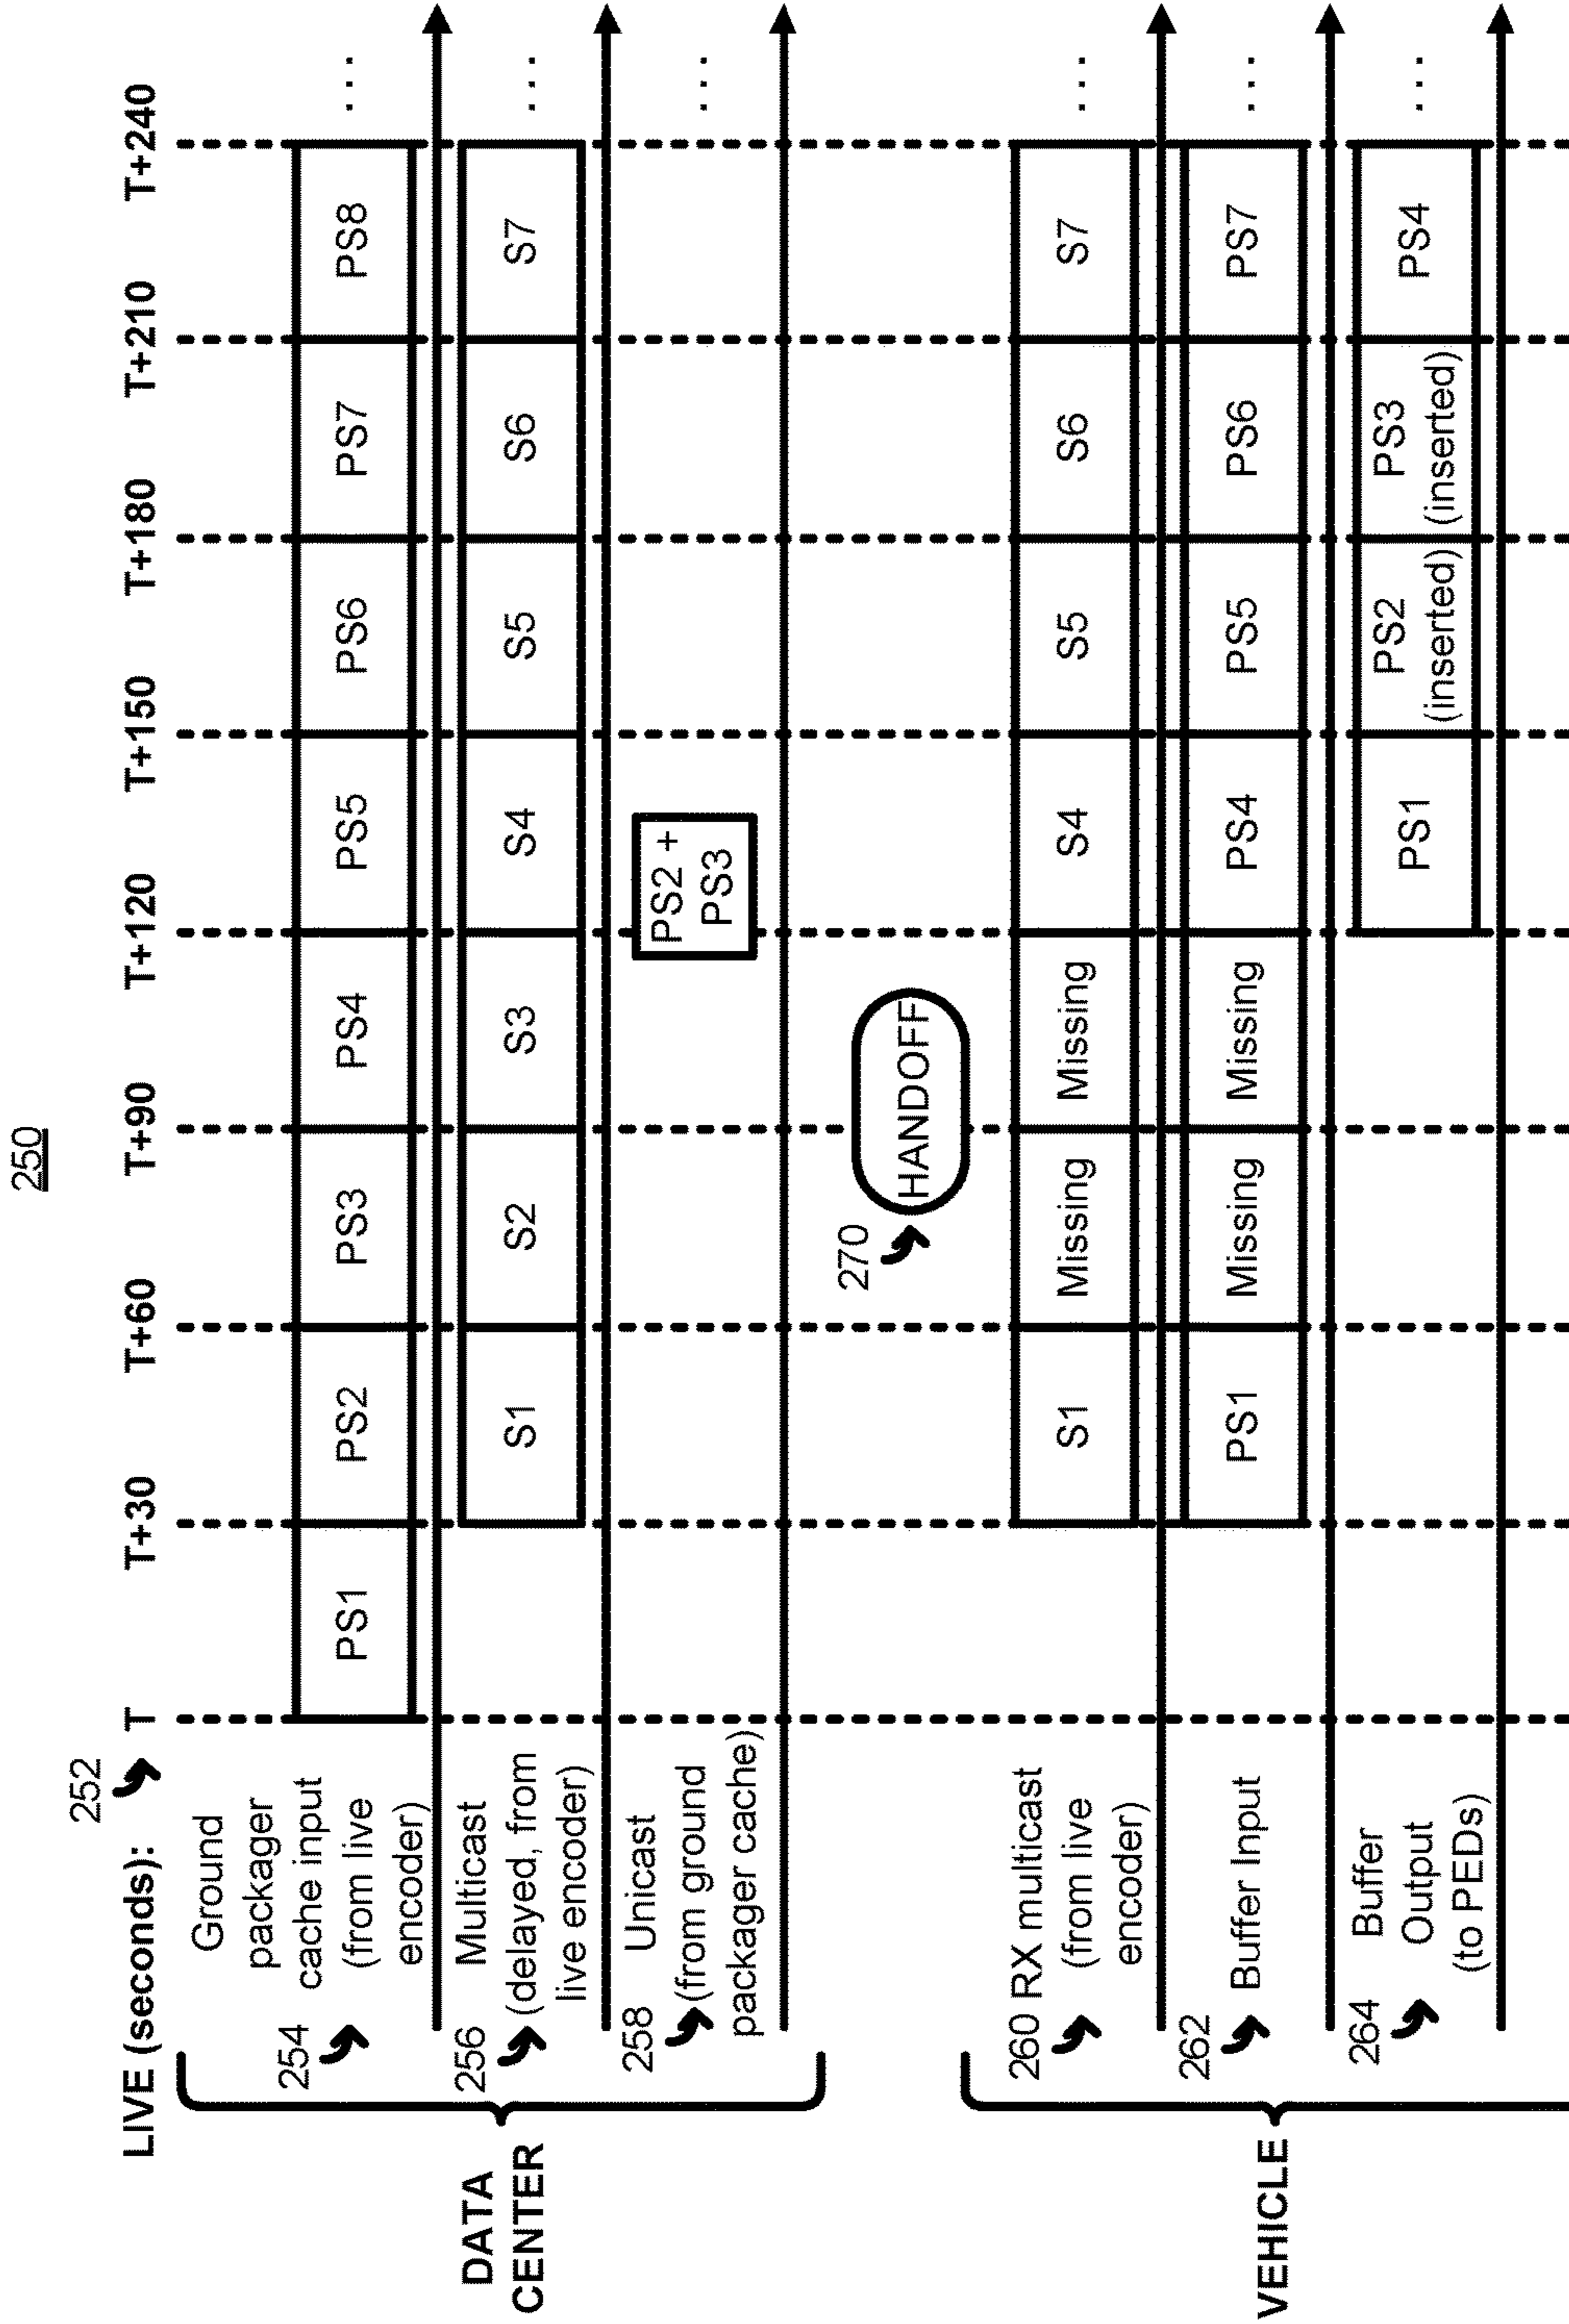 250
252
LIVE (seconds):
T
T+30
T+60
T+90
T+120
T+150
T+180
T+210
T+240
DATA
CENTER
254
Ground
packager
cache input
(from live
encoder)
PS1
PS2
PS3
PS4
PS5
PS6
PS7
PS8
...
256
Multicast
(delayed, from
live encoder)
S1
S2
S3
S4
S5
S6
S7
...
258
Unicast
(from ground
packager cache)
PS2 +
PS3
...
270
HANDOFF
VEHICLE
260
RX multicast
(from live
encoder)
S1
Missing
Missing
S4
S5
S6
S7
...
262
Buffer Input
PS1
Missing
Missing
PS4
PS5
PS6
PS7
...
264
Buffer
Output
(to PEDs)
PS1
PS2
(inserted)
PS3
(inserted)
PS4
...